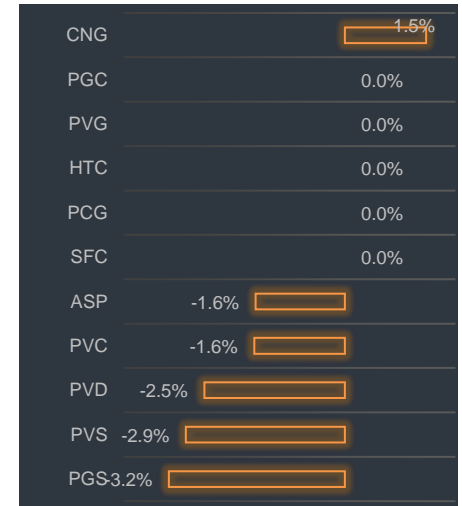 CNG 1.5%
PGC 0.0%
PVG 0.0%
HTC 0.0%
PCG 0.0%
SFC 0.0%
ASP -1.6%
PVC -1.6%
PVD -2.5%
PVS -2.9%
PGS -3.2%